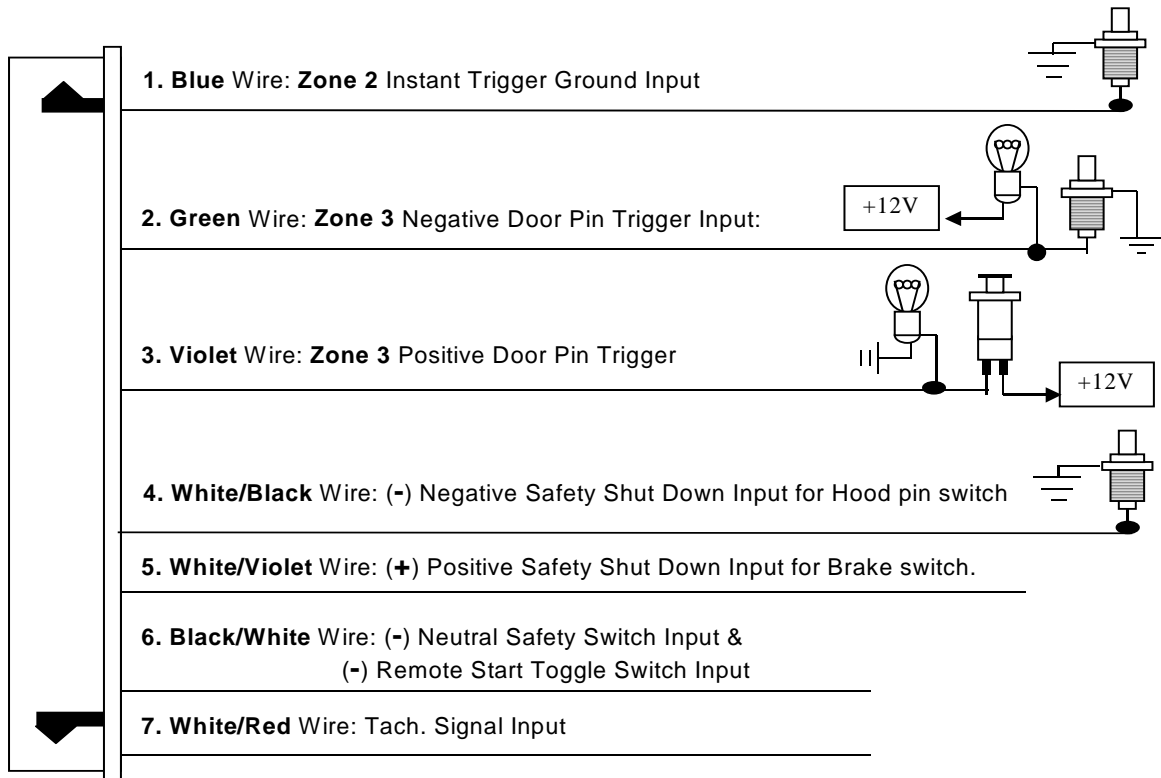 1. Blue Wire: Zone 2 Instant Trigger Ground Input
2. Green Wire: Zone 3 Negative Door Pin Trigger Input:
+12V
3. Violet Wire: Zone 3 Positive Door Pin Trigger
+12V
4. White/Black Wire: (-) Negative Safety Shut Down Input for Hood pin switch
5. White/Violet Wire: (+) Positive Safety Shut Down Input for Brake switch.
6. Black/White Wire: (-) Neutral Safety Switch Input &
(-) Remote Start Toggle Switch Input
7. White/Red Wire: Tach. Signal Input